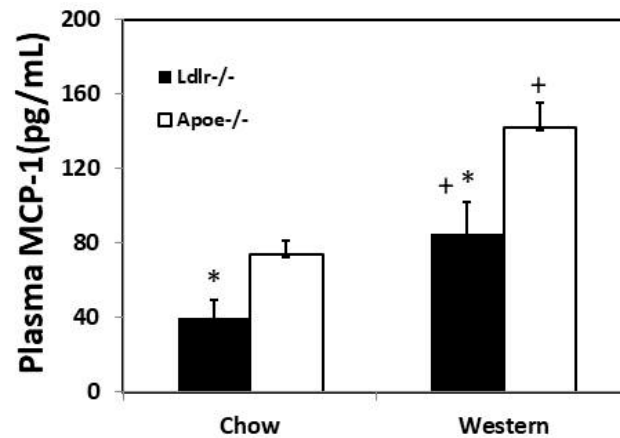 Plasma MCP-1(pg/mL)
200
160
120
80
40
0
Ldlr-/-
Apoe-/-
*
+ *
+
Chow Western